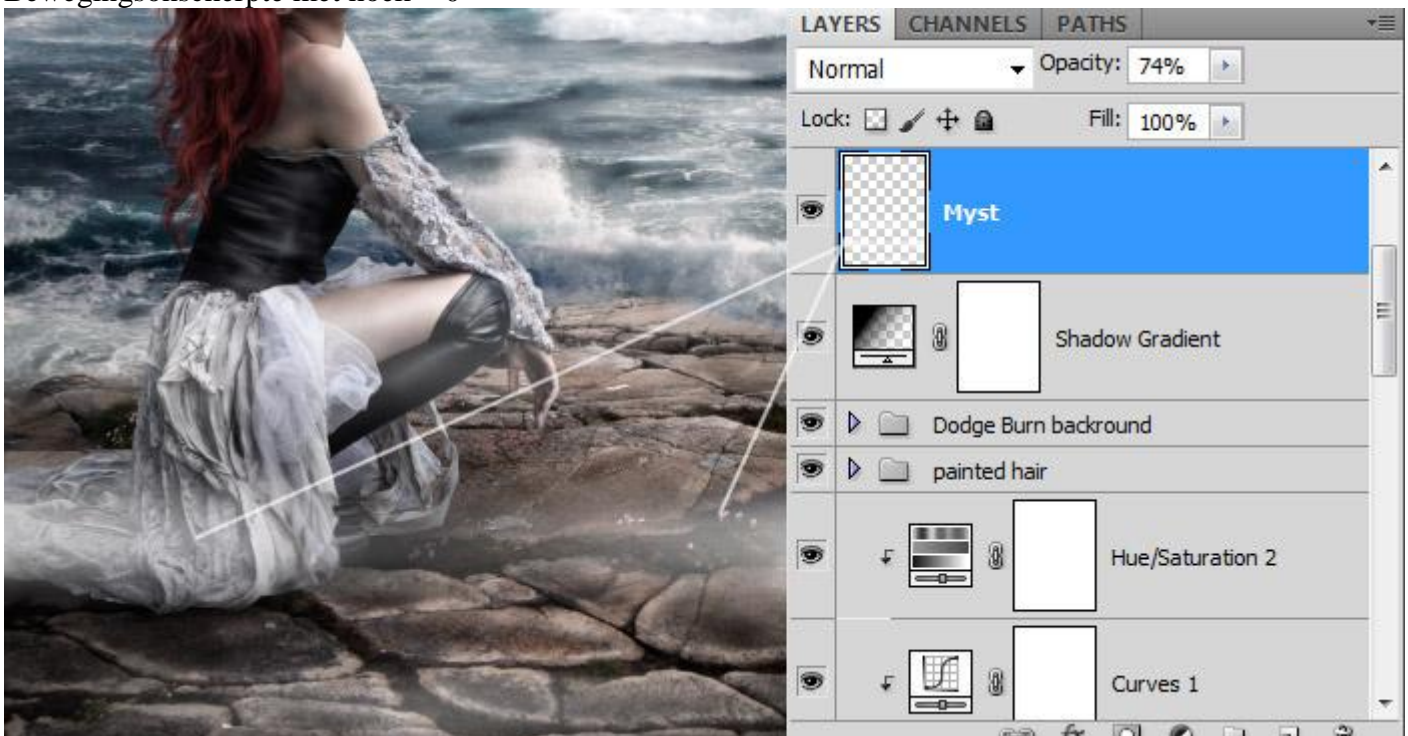 LAYERS CHANNELS PATHS
Normal Opacity: 74%
Lock: Fill: 100%
Myst
Shadow Gradient
Dodge Burn backround
painted hair
Hue/Saturation 2
Curves 1